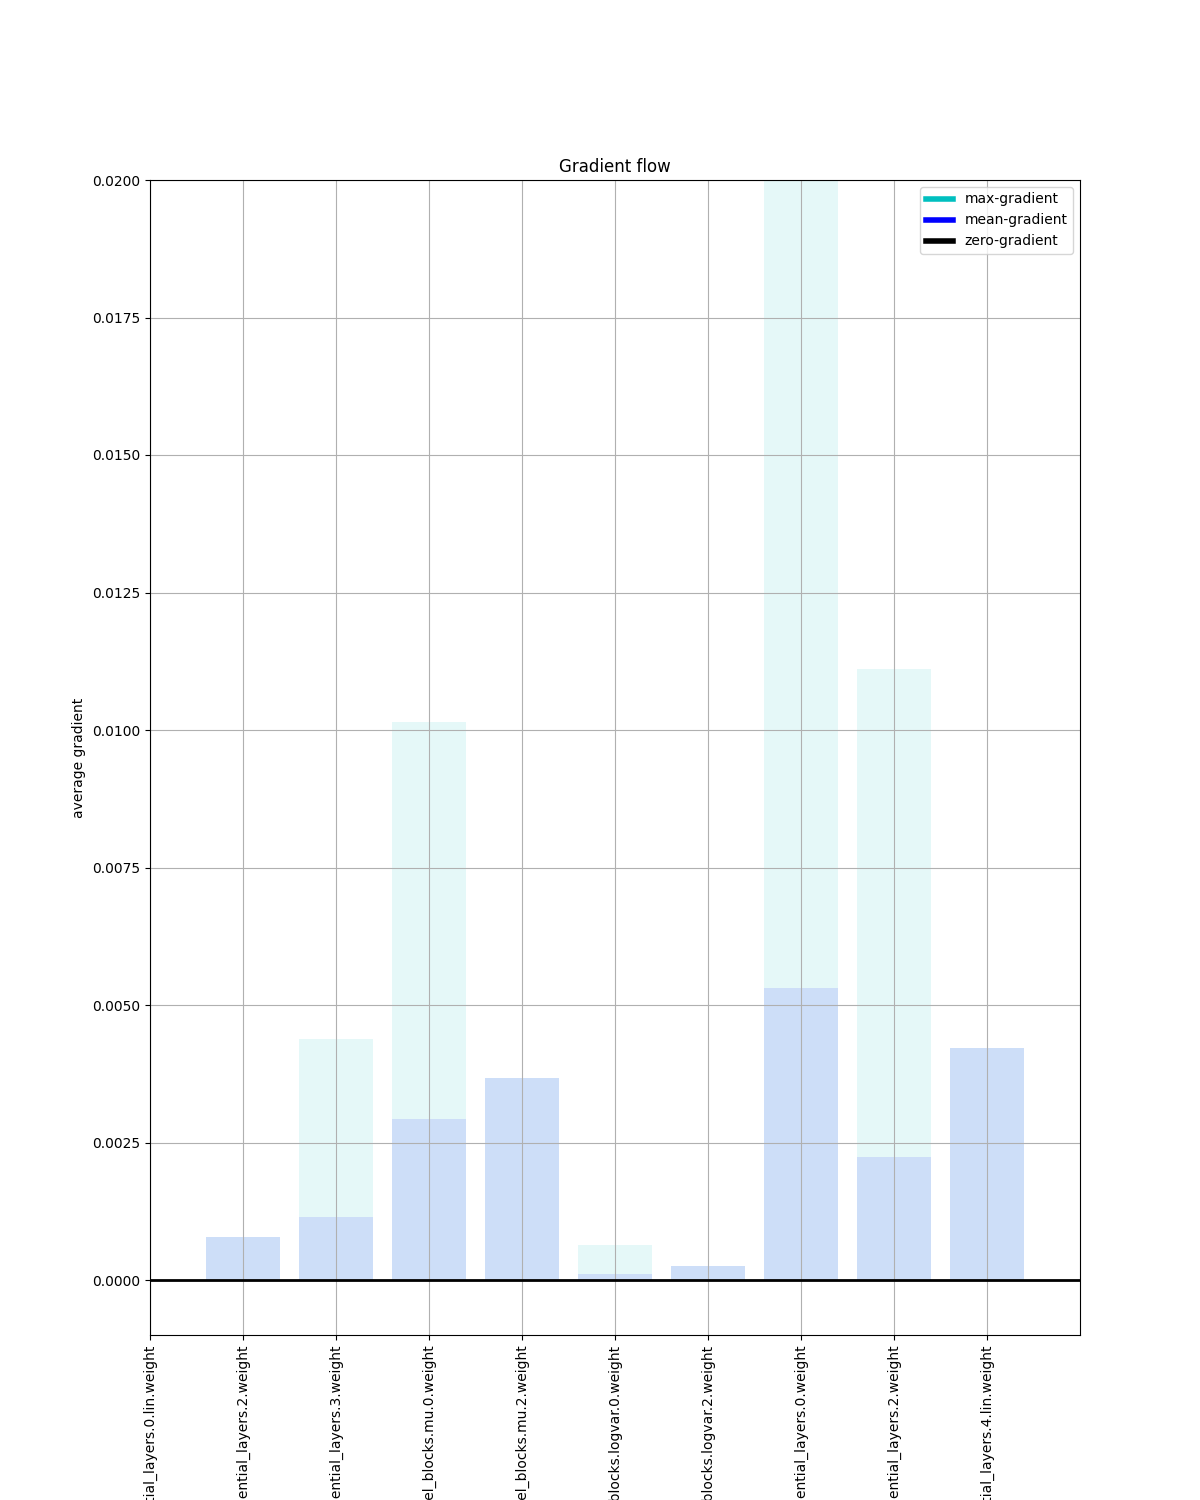 Gradient flow
max-gradient
mean-gradient
zero-gradient
0.0200
0.0175
0.0150
0.0125
0.0100
0.0075
0.0050
0.0025
0.0000
average gradient
tial_layers.0.lin.weight
ential_layers.2.weight
ential_layers.3.weight
el_blocks.mu.0.weight
el_blocks.mu.2.weight
blocks.logvar.0.weight
blocks.logvar.2.weight
ential_layers.0.weight
ential_layers.2.weight
tial_layers.4.lin.weight